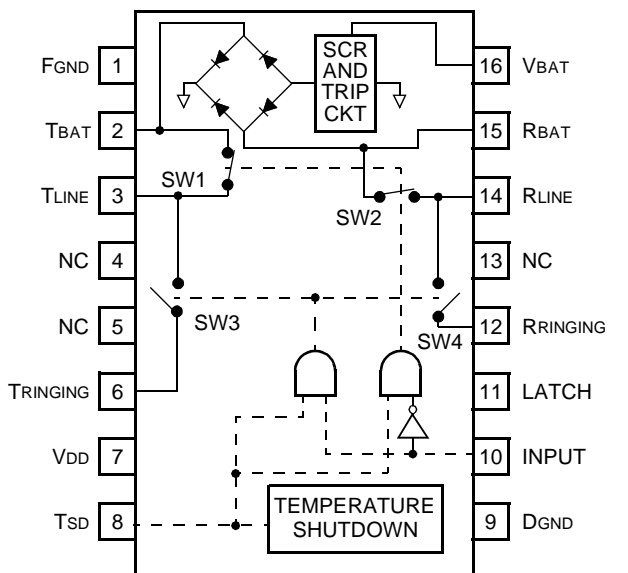 FGND 1
SCR
AND
TRIP
CKT
16 VBAT
TBAT 2
15 RBAT
SW1
TLINE 3
SW2
14 RLINE
NC 4
13 NC
NC 5
SW3
SW4
12 RRINGING
TRINGING 6
11 LATCH
VDD 7
10 INPUT
TSD 8
TEMPERATURE
SHUTDOWN
9 DGND